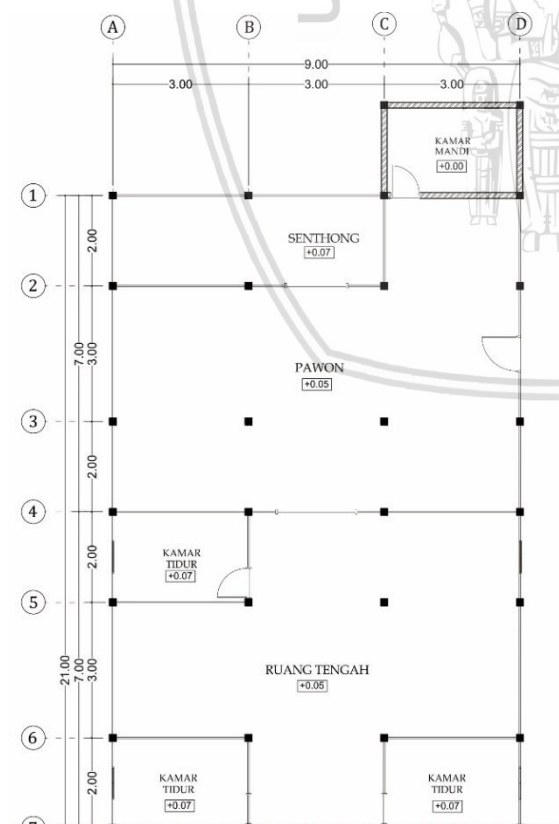 A B C D
9.00
3.00 3.00 3.00
KAMAR
MANDI
+0.00
1
2.00
SENTHONG
+0.07
2
7.00
3.00
PAWON
+0.05
3
2.00
4
2.00
KAMAR
TIDUR
+0.07
5
21.00
7.00
3.00
RUANG TENGAH
+0.05
6
2.00
KAMAR
TIDUR
+0.07
KAMAR
TIDUR
+0.07
7